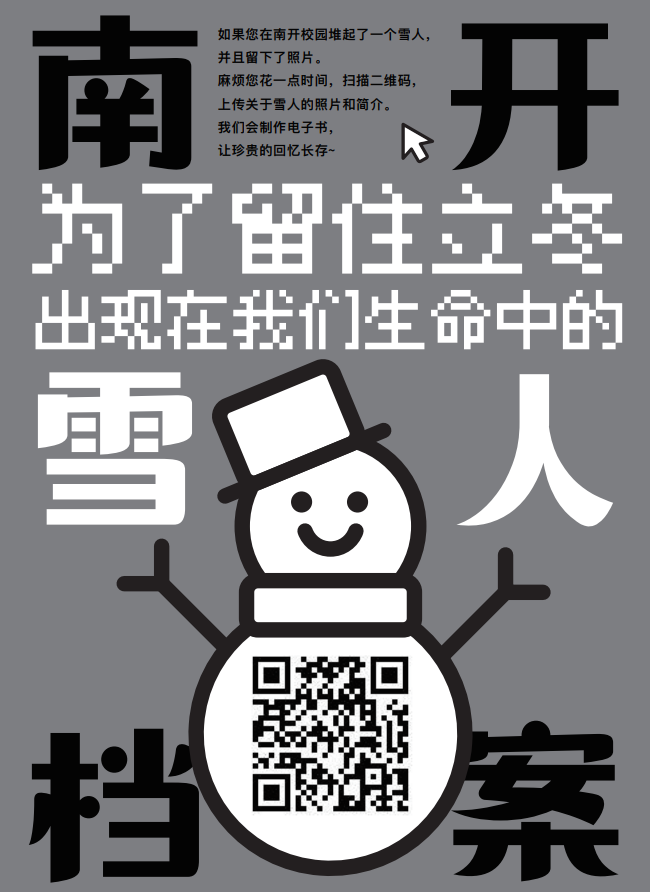 南开
如果您在南开校园堆起了一个雪人，
并且留下了照片。
麻烦您花一点时间，扫描二维码，
上传关于雪人的照片和简介。
我们会制作电子书，
让珍贵的回忆长存~
为了留住立冬
出现在我们生命中的
雪人
档案